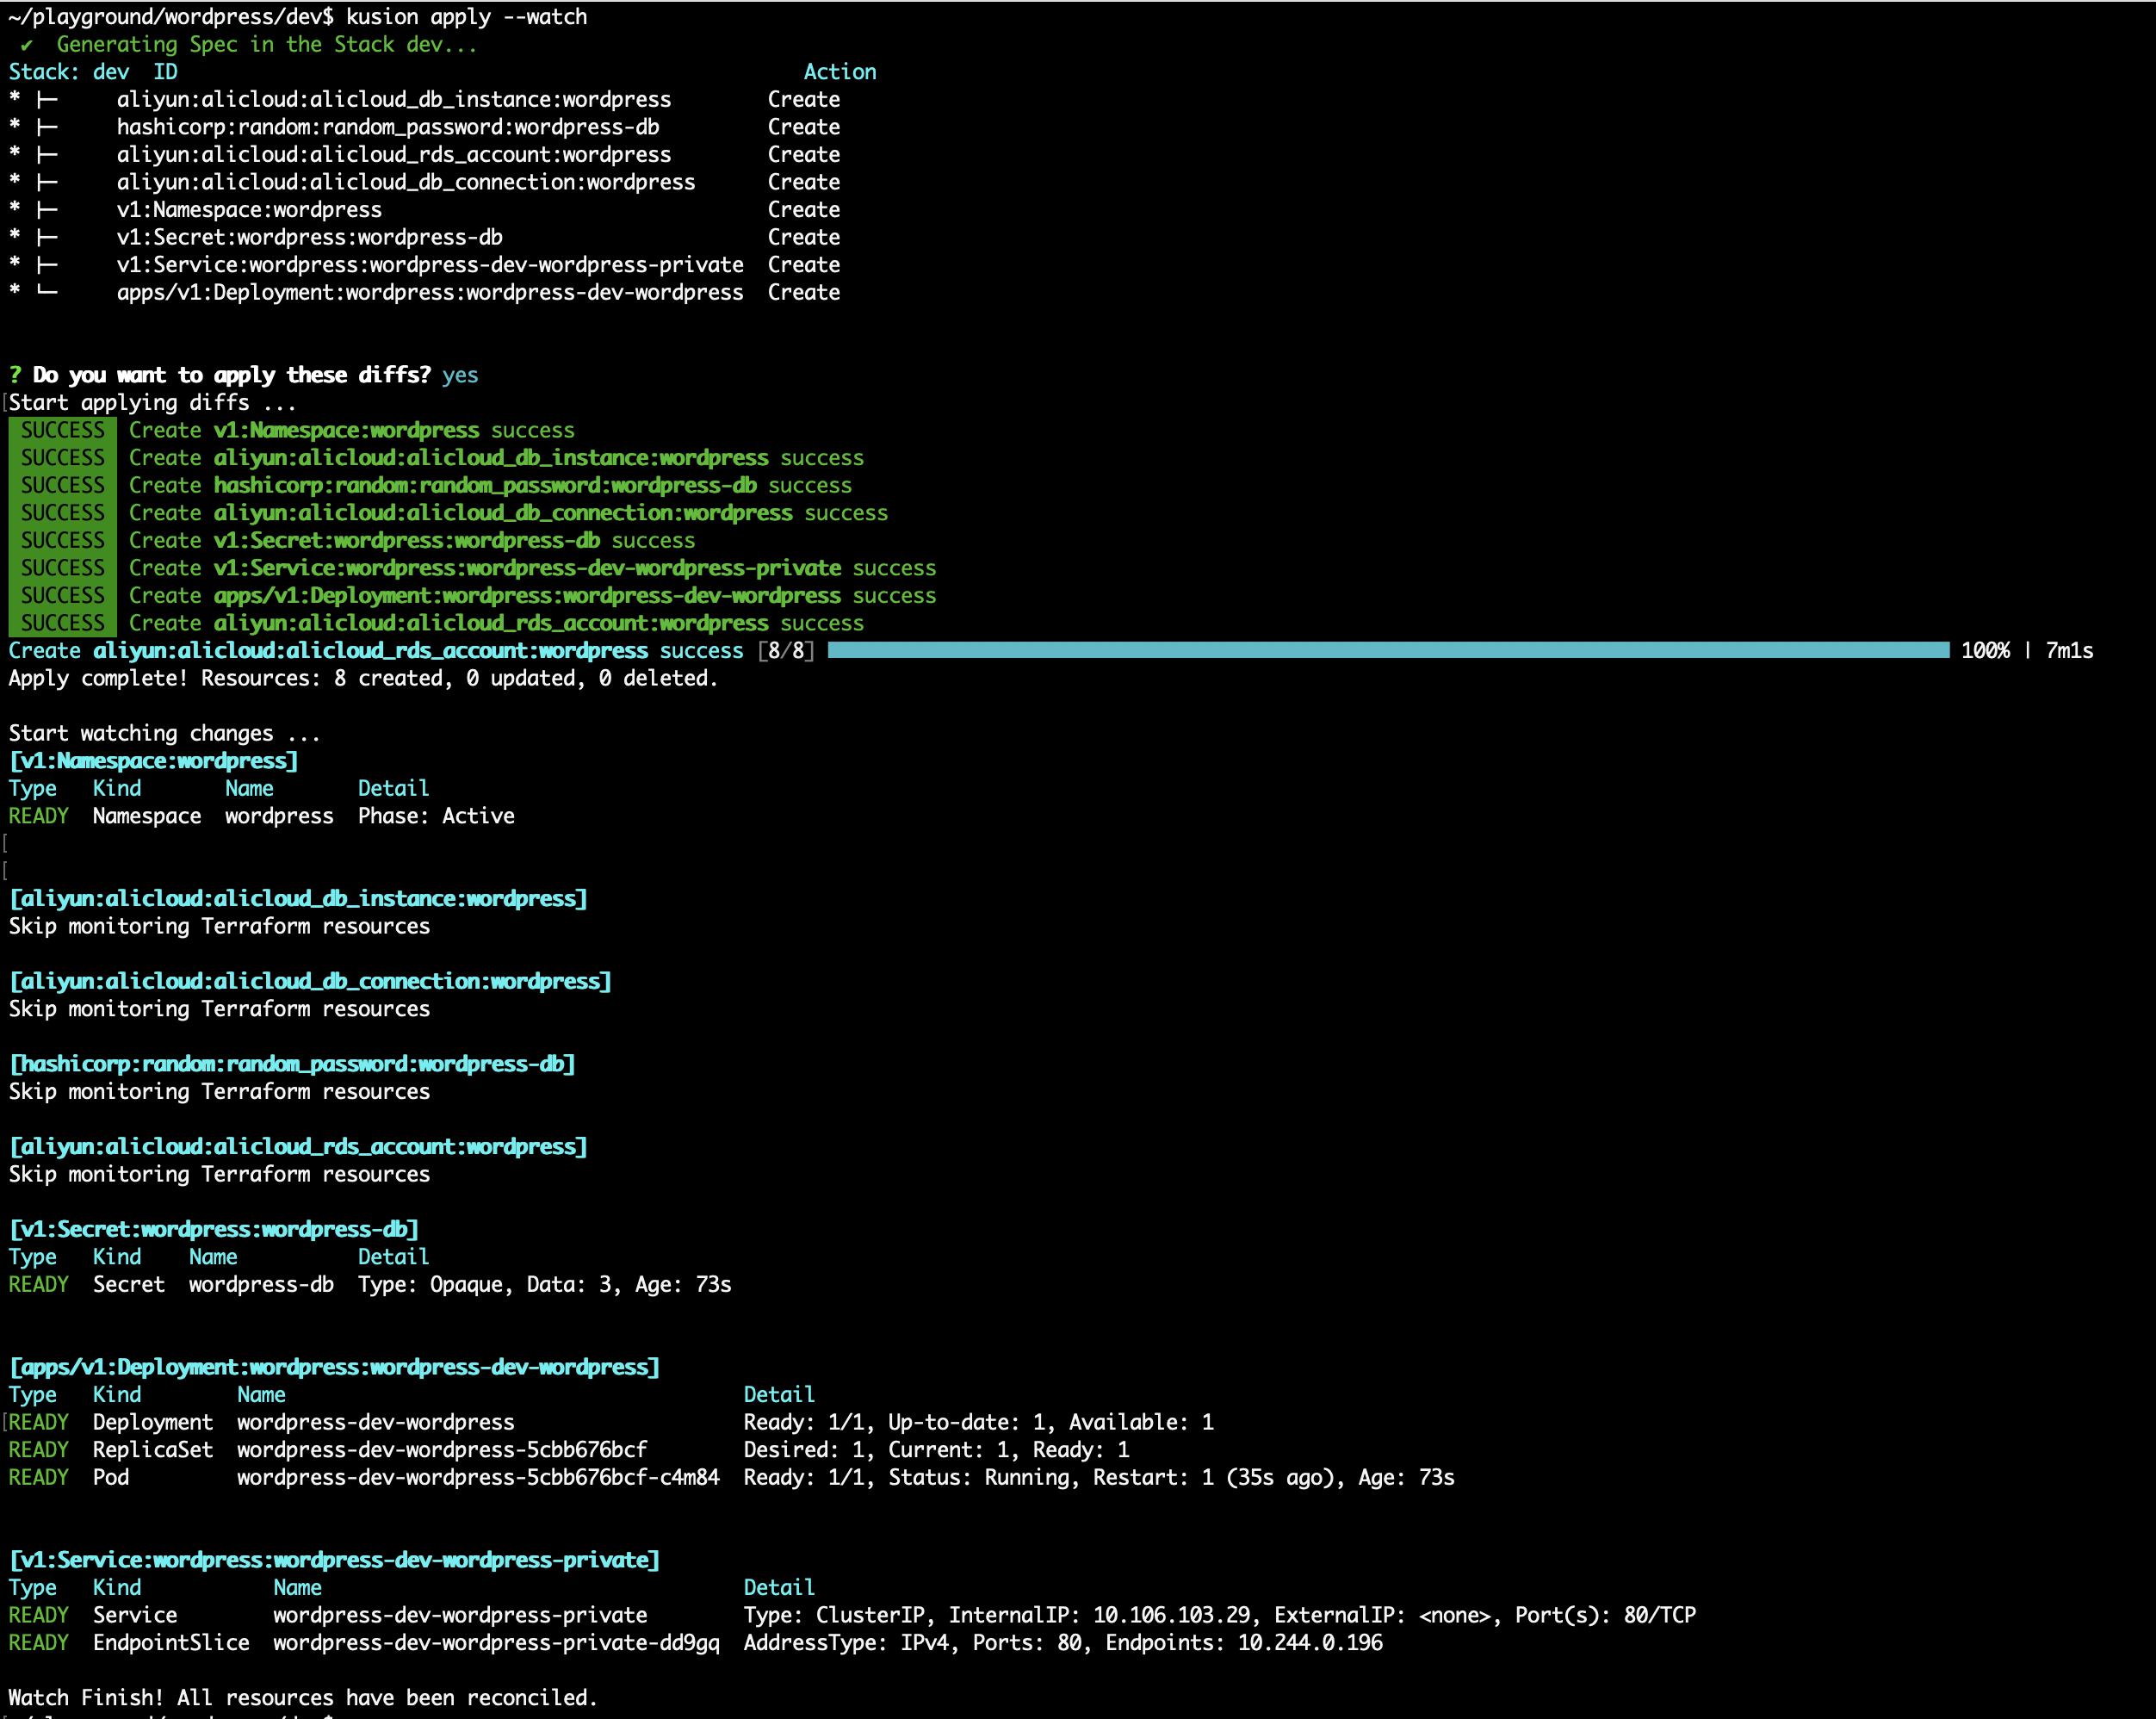 ~/playground/wordpress/dev$ kusion apply --watch
✔  Generating Spec in the Stack dev...
Stack: dev  ID                                                    Action
* ├─     aliyun:alicloud:alicloud_db_instance:wordpress        Create
* ├─     hashicorp:random:random_password:wordpress-db         Create
* ├─     aliyun:alicloud:alicloud_rds_account:wordpress        Create
* ├─     aliyun:alicloud:alicloud_db_connection:wordpress      Create
* ├─     v1:Namespace:wordpress                                Create
* ├─     v1:Secret:wordpress:wordpress-db                      Create
* ├─     v1:Service:wordpress:wordpress-dev-wordpress-private  Create
* └─     apps/v1:Deployment:wordpress:wordpress-dev-wordpress  Create
? Do you want to apply these diffs? yes
[Start applying diffs ...
SUCCESS  Create v1:Namespace:wordpress success
SUCCESS  Create aliyun:alicloud:alicloud_db_instance:wordpress success
SUCCESS  Create hashicorp:random:random_password:wordpress-db success
SUCCESS  Create aliyun:alicloud:alicloud_db_connection:wordpress success
SUCCESS  Create v1:Secret:wordpress:wordpress-db success
SUCCESS  Create v1:Service:wordpress:wordpress-dev-wordpress-private success
SUCCESS  Create apps/v1:Deployment:wordpress:wordpress-dev-wordpress success
SUCCESS  Create aliyun:alicloud:alicloud_rds_account:wordpress success
Create aliyun:alicloud:alicloud_rds_account:wordpress success [8/8] 100% | 7m1s
Apply complete! Resources: 8 created, 0 updated, 0 deleted.
Start watching changes ...
[v1:Namespace:wordpress]
Type   Kind       Name       Detail
READY  Namespace  wordpress  Phase: Active
[
[
[aliyun:alicloud:alicloud_db_instance:wordpress]
Skip monitoring Terraform resources
[aliyun:alicloud:alicloud_db_connection:wordpress]
Skip monitoring Terraform resources
[hashicorp:random:random_password:wordpress-db]
Skip monitoring Terraform resources
[aliyun:alicloud:alicloud_rds_account:wordpress]
Skip monitoring Terraform resources
[v1:Secret:wordpress:wordpress-db]
Type   Kind    Name          Detail
READY  Secret  wordpress-db  Type: Opaque, Data: 3, Age: 73s
[apps/v1:Deployment:wordpress:wordpress-dev-wordpress]
Type   Kind        Name                                      Detail
[READY  Deployment  wordpress-dev-wordpress                   Ready: 1/1, Up-to-date: 1, Available: 1
READY  ReplicaSet  wordpress-dev-wordpress-5cbb676bcf        Desired: 1, Current: 1, Ready: 1
READY  Pod         wordpress-dev-wordpress-5cbb676bcf-c4m84  Ready: 1/1, Status: Running, Restart: 1 (35s ago), Age: 73s
[v1:Service:wordpress:wordpress-dev-wordpress-private]
Type   Kind           Name                                   Detail
READY  Service        wordpress-dev-wordpress-private        Type: ClusterIP, InternalIP: 10.106.103.29, ExternalIP: <none>, Port(s): 80/TCP
READY  EndpointSlice  wordpress-dev-wordpress-private-dd9gq  AddressType: IPv4, Ports: 80, Endpoints: 10.244.0.196
Watch Finish! All resources have been reconciled.